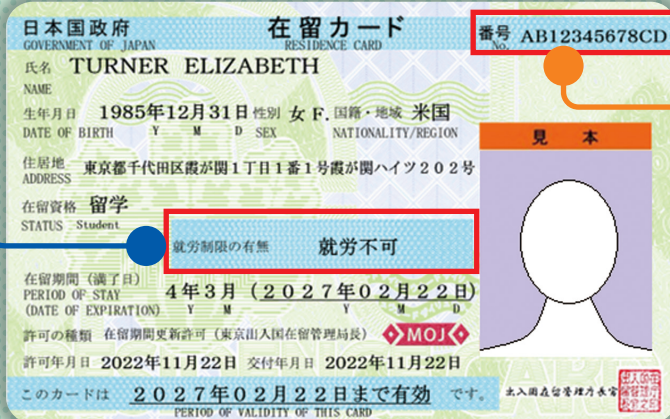 日本国政府 在留カード 番号 AB12345678CD
GOVERNMENT OF JAPAN RESIDENCE CARD No.
氏名 TURNER ELIZABETH
NAME
生年月日 1985年12月31日 性別 女 F. 国籍・地域 米国
DATE OF BIRTH Y M D SEX NATIONALITY/REGION
見本
住居地 東京都千代田区霞が関1丁目1番1号霞が関ハイツ202号
ADDRESS
在留資格 留学
STATUS Student
就労制限の有無 就労不可
在留期間(満了日) 4年3月(2027年02月22日)
PERIOD OF STAY Y M Y M D
(DATE OF EXPIRATION)
許可の種類 在留期間更新許可(東京出入国在留管理局長) MOJ
許可年月日 2022年11月22日 交付年月日 2022年11月22日
このカードは 2027年02月22日まで有効 です。 出入国在留管理庁長官
PERIOD OF VALIDITY OF THIS CARD